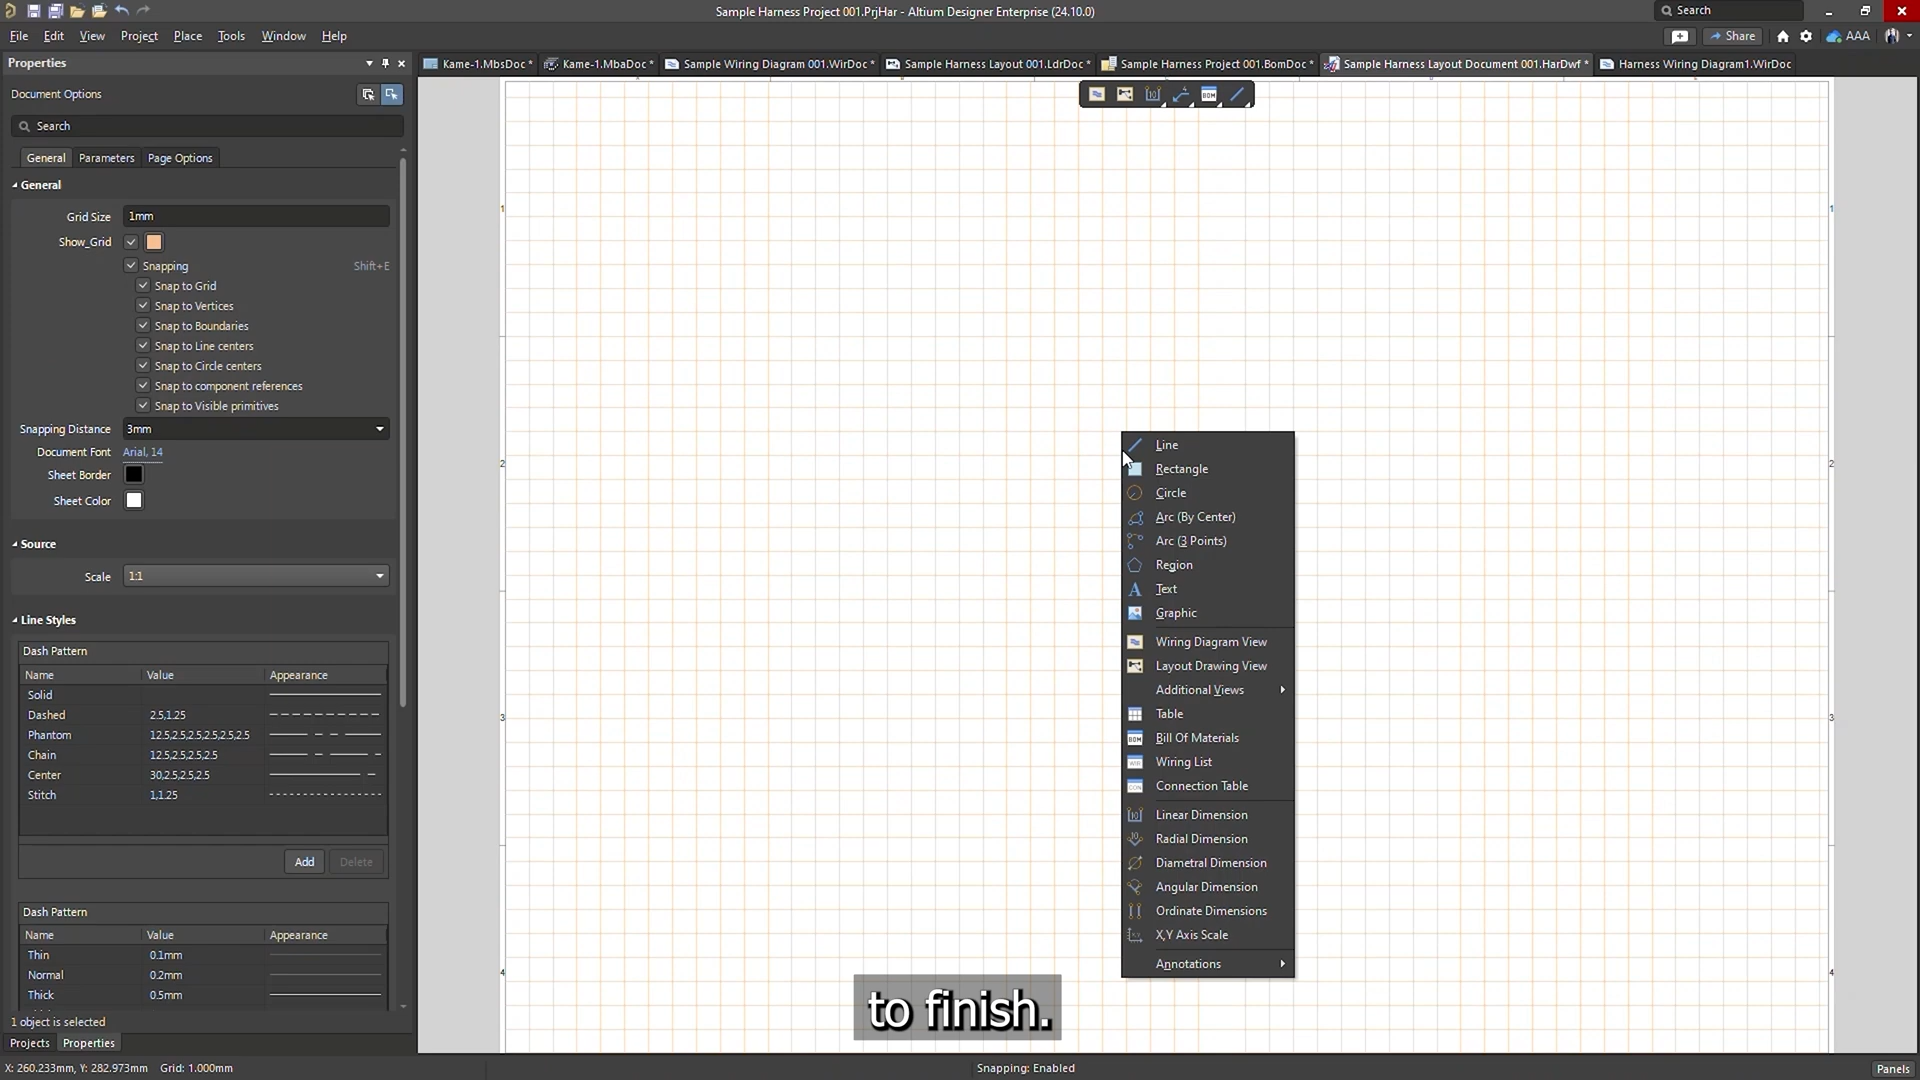 Sample Harness Project 001.PrjHar - Altium Designer Enterprise (24.10.0)
Search
File Edit View Project Place Tools Window Help
Share
AAA
Properties
Kame-1.MbsDoc *
Kame-1.MbaDoc *
Sample Wiring Diagram 001.WirDoc *
Sample Harness Layout 001.LdrDoc *
Sample Harness Project 001.BomDoc *
Sample Harness Layout Document 001.HarDwf *
Harness Wiring Diagram1.WirDoc
Document Options
Search
General Parameters Page Options
General
Grid Size 1mm
Show_Grid
Snapping Shift+E
Snap to Grid
Snap to Vertices
Snap to Boundaries
Snap to Line centers
Snap to Circle centers
Snap to component references
Snap to Visible primitives
Snapping Distance 3mm
Document Font Arial, 14
Sheet Border
Sheet Color
Source
Scale 1:1
Line Styles
Dash Pattern
Name Value Appearance
Solid
Dashed 2.5,1.25
Phantom 12.5,2.5,2.5,2.5,2.5,2.5
Chain 12.5,2.5,2.5,2.5
Center 30,2.5,2.5,2.5
Stitch 1,1.25
Add Delete
Dash Pattern
Name Value Appearance
Thin 0.1mm
Normal 0.2mm
Thick 0.5mm
1 object is selected
Projects Properties
X: 260.233mm, Y: 282.973mm Grid: 1.000mm
1 1
2 2
3 3
4 4
Line
Rectangle
Circle
Arc (By Center)
Arc (3 Points)
Region
Text
Graphic
Wiring Diagram View
Layout Drawing View
Additional Views
Table
Bill Of Materials
Wiring List
Connection Table
Linear Dimension
Radial Dimension
Diametral Dimension
Angular Dimension
Ordinate Dimensions
X,Y Axis Scale
Annotations
to finish.
Snapping: Enabled
Panels